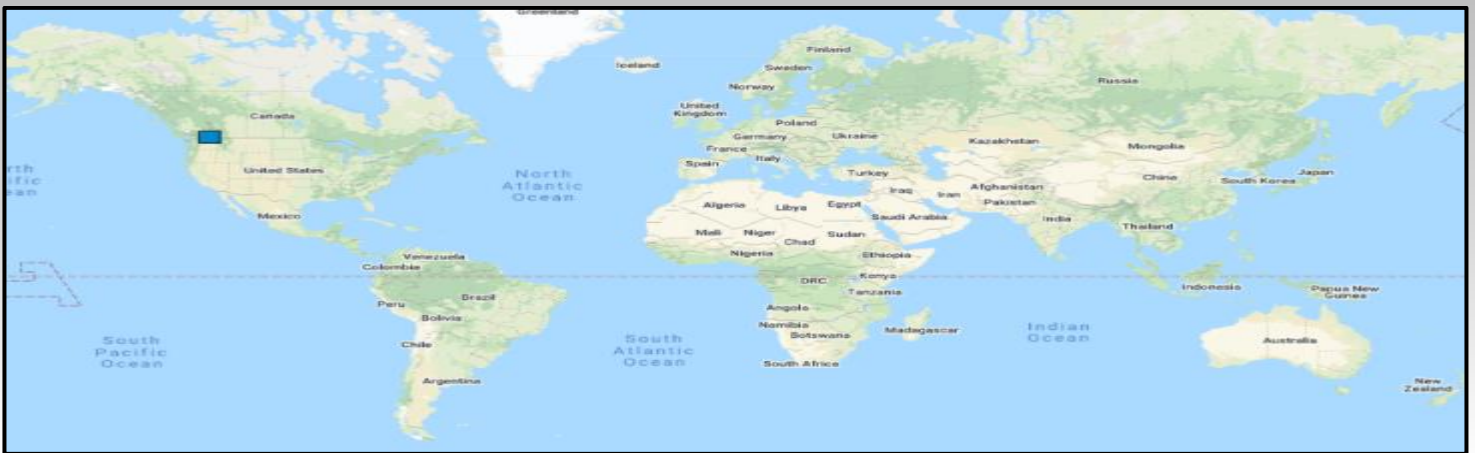 Greenland
Finland
Iceland
Sweden
Russia
Norway
United
Kingdom
Canada
Poland
Germany
Ukraine
Kazakhstan
France
Mongolia
Italy
Spain
United States
North
Atlantic
Ocean
Turkey
China
Japan
South Korea
Iraq
Iran
Afghanistan
Pakistan
Algeria
Libya
Egypt
Saudi Arabia
India
Mexico
Mali
Niger
Chad
Sudan
Thailand
Venezuela
Nigeria
Ethiopia
Colombia
Kenya
DRC
Tanzania
Indonesia
Papua New
Guinea
Peru
Brazil
Angola
Bolivia
Namibia
Botswana
Madagascar
Indian
Ocean
South
Pacific
Ocean
Chile
South
Atlantic
Ocean
Australia
South Africa
Argentina
New
Zealand